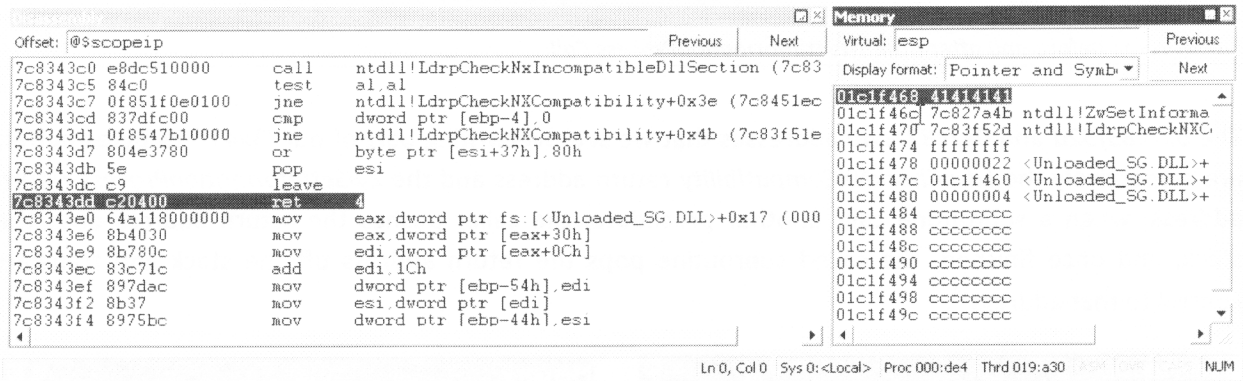 Offset: @$scopeip Previous Next
7c8343c0 e8dc510000 call ntdll!LdrpCheckNxIncompatibleDllSection (7c83
7c8343c5 84c0 test al,al
7c8343c7 0f851f0e0100 jne ntdll!LdrpCheckNXCompatibility+0x3e (7c8451ec
7c8343cd 837dfc00 cmp dword ptr [ebp-4],0
7c8343d1 0f8547b10000 jne ntdll!LdrpCheckNXCompatibility+0x4b (7c83f51e
7c8343d7 804e3780 or byte ptr [esi+37h],80h
7c8343db 5e pop esi
7c8343dc c9 leave
7c8343dd c20400 ret 4
7c8343e0 64a118000000 mov eax,dword ptr fs:[<Unloaded_SG.DLL>+0x17 (000
7c8343e6 8b4030 mov eax,dword ptr [eax+30h]
7c8343e9 8b780c mov edi,dword ptr [eax+0Ch]
7c8343ec 83c71c add edi,1Ch
7c8343ef 897dac mov dword ptr [ebp-54h],edi
7c8343f2 8b37 mov esi,dword ptr [edi]
7c8343f4 8975bc mov dword ptr [ebp-44h],esi
Memory
Virtual: esp Previous
Display format: Pointer and Symb Next
01c1f468 41414141
01c1f46c 7c827a4b ntdll!ZwSetInforma
01c1f470 7c83f52d ntdll!LdrpCheckNXC
01c1f474 ffffffff
01c1f478 00000022 <Unloaded_SG.DLL>+
01c1f47c 01c1f460 <Unloaded_SG.DLL>+
01c1f480 00000004 <Unloaded_SG.DLL>+
01c1f484 cccccccc
01c1f488 cccccccc
01c1f48c cccccccc
01c1f490 cccccccc
01c1f494 cccccccc
01c1f498 cccccccc
01c1f49c cccccccc
Ln 0, Col 0 Sys 0:<Local> Proc 000:de4 Thrd 019:a30 ASM OVR CAPS NUM